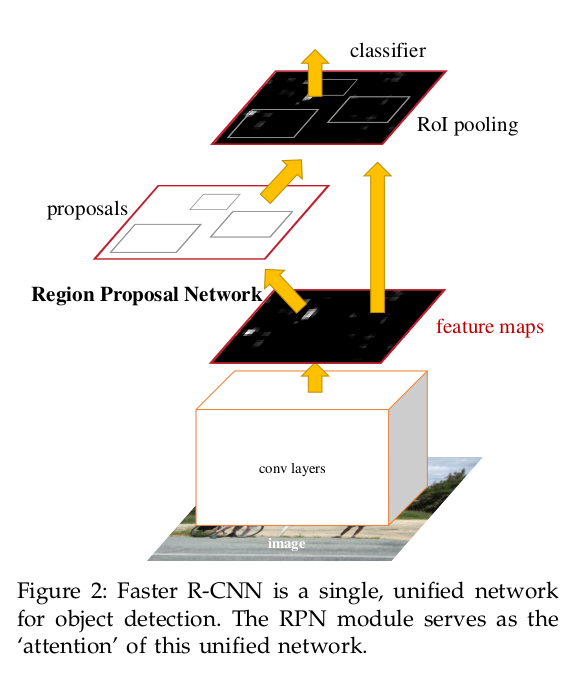 classifier
RoI pooling
proposals
Region Proposal Network
feature maps
conv layers
image
Figure 2: Faster R-CNN is a single, unified network
for object detection. The RPN module serves as the
‘attention’ of this unified network.